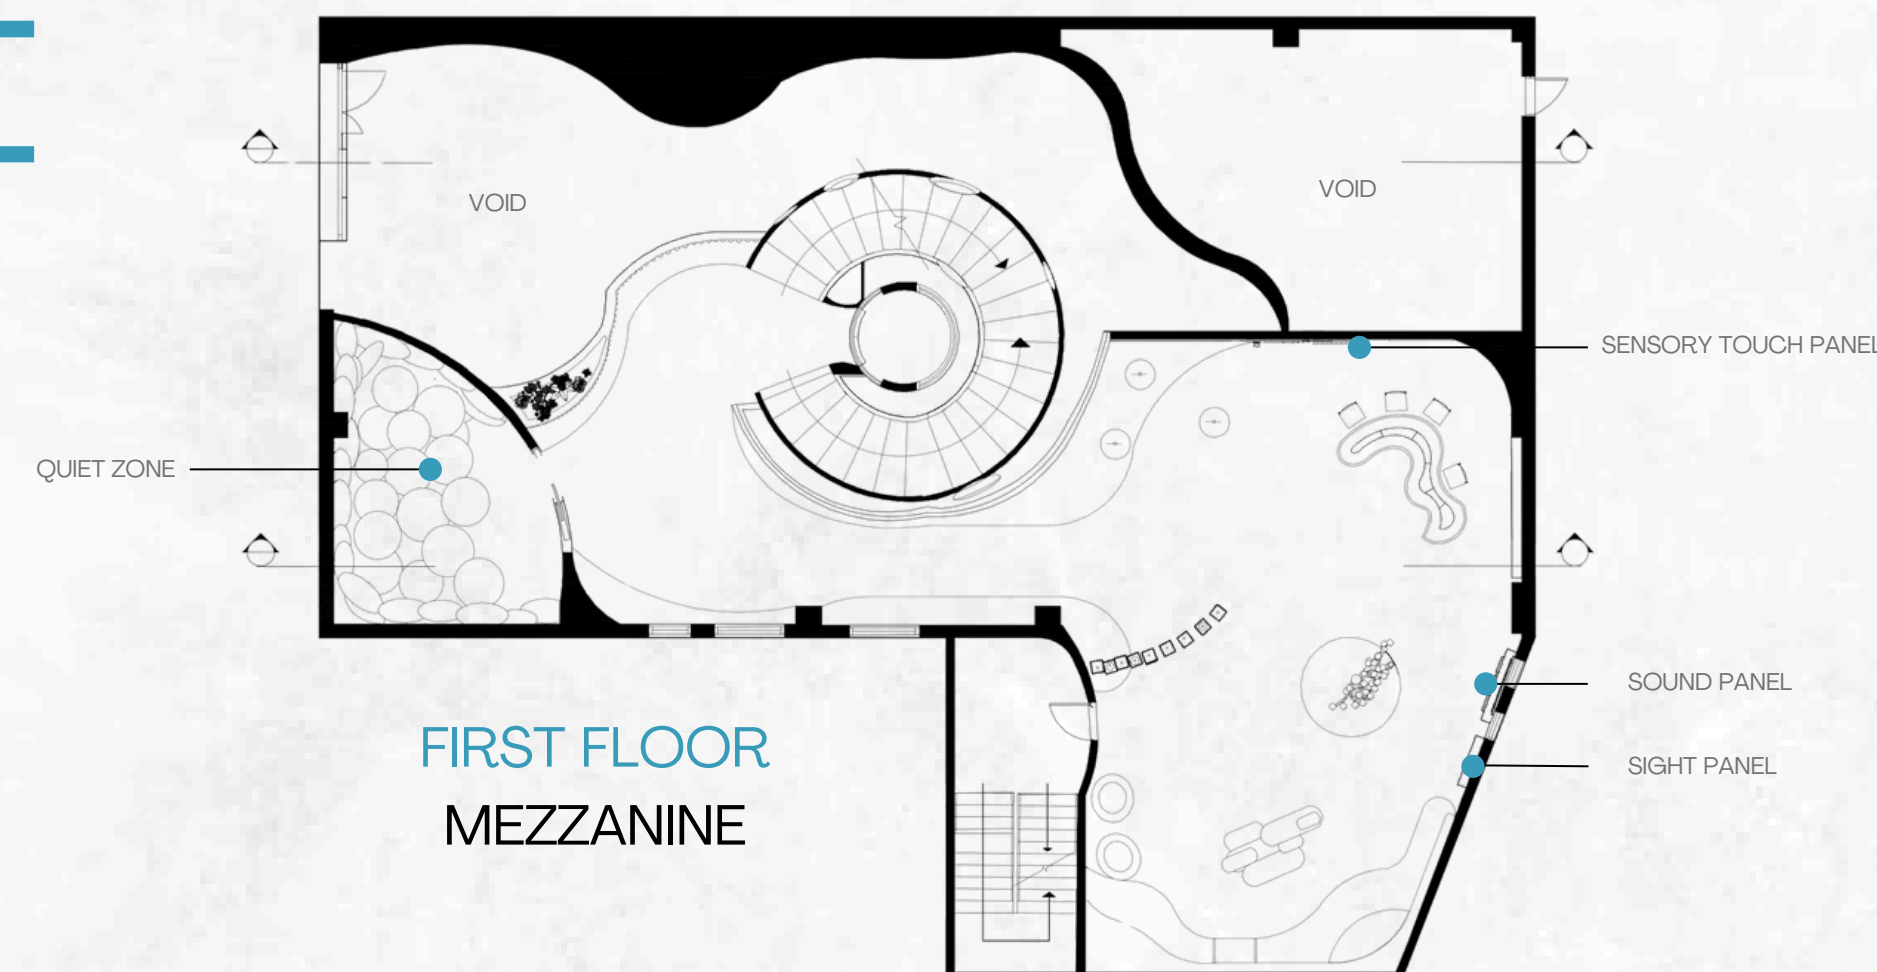 VOID
VOID
SENSORY TOUCH PANEL
QUIET ZONE
SOUND PANEL
FIRST FLOOR
SIGHT PANEL
MEZZANINE